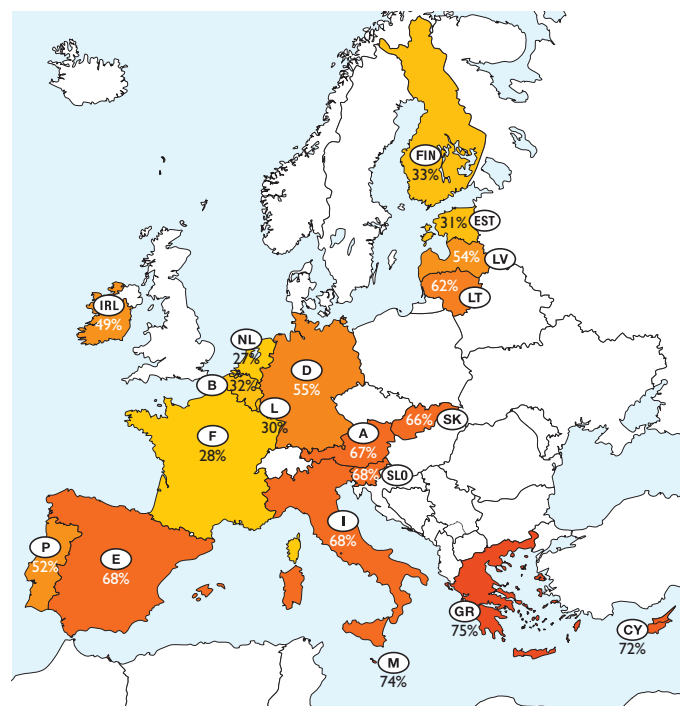 FIN
33%
31% EST
54% LV
62% LT
IRL
49%
NL
27%
B 32%
D
55%
L
30%
F
28%
66% SK
A
67%
68% SLO
P
52%
E
68%
I
68%
GR
75%
CY
72%
M
74%